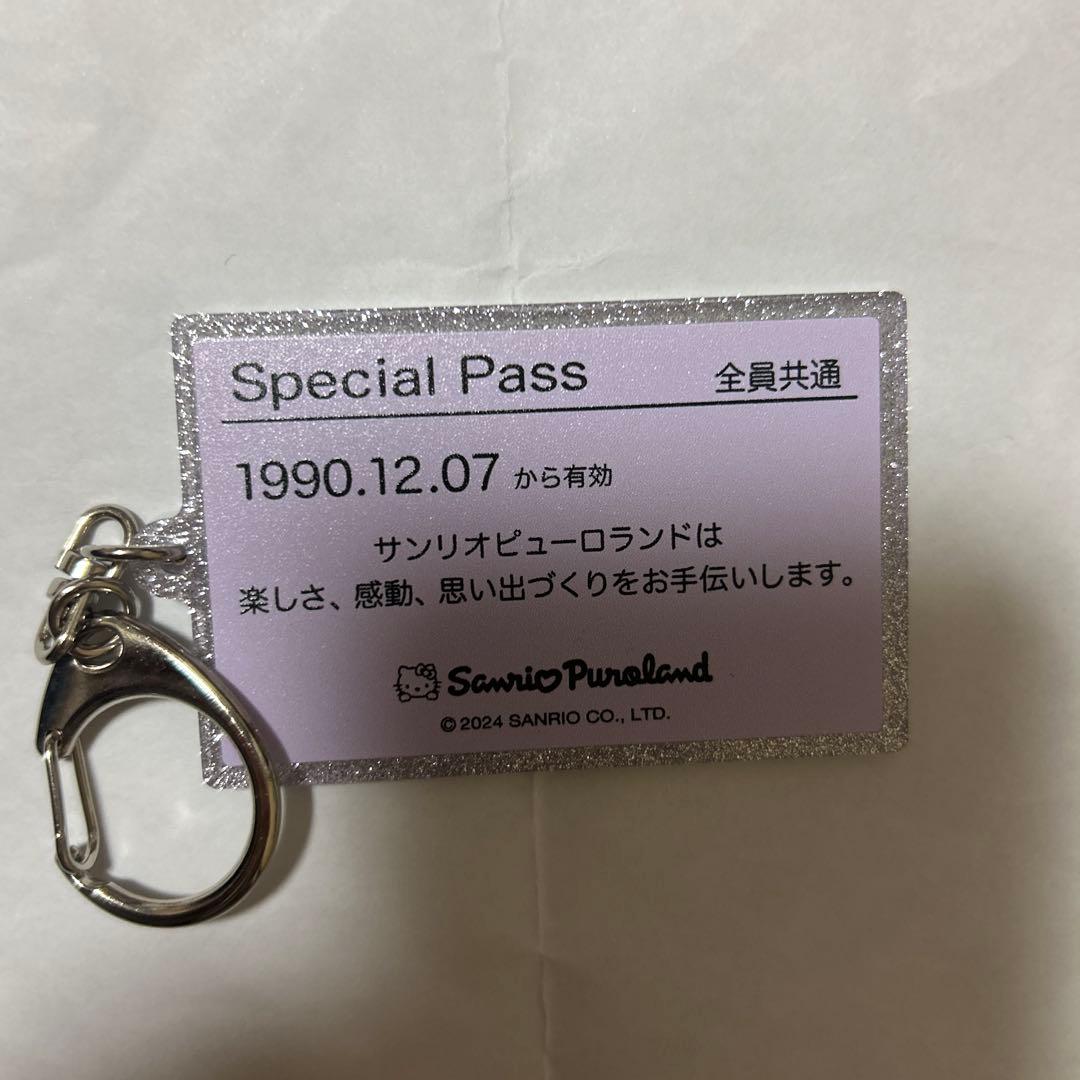 Special Pass 全員共通
1990.12.07 から有効
サンリオピューロランドは
楽しさ、感動、思い出づくりをお手伝いします。
Sanrio Puroland
© 2024 SANRIO CO., LTD.